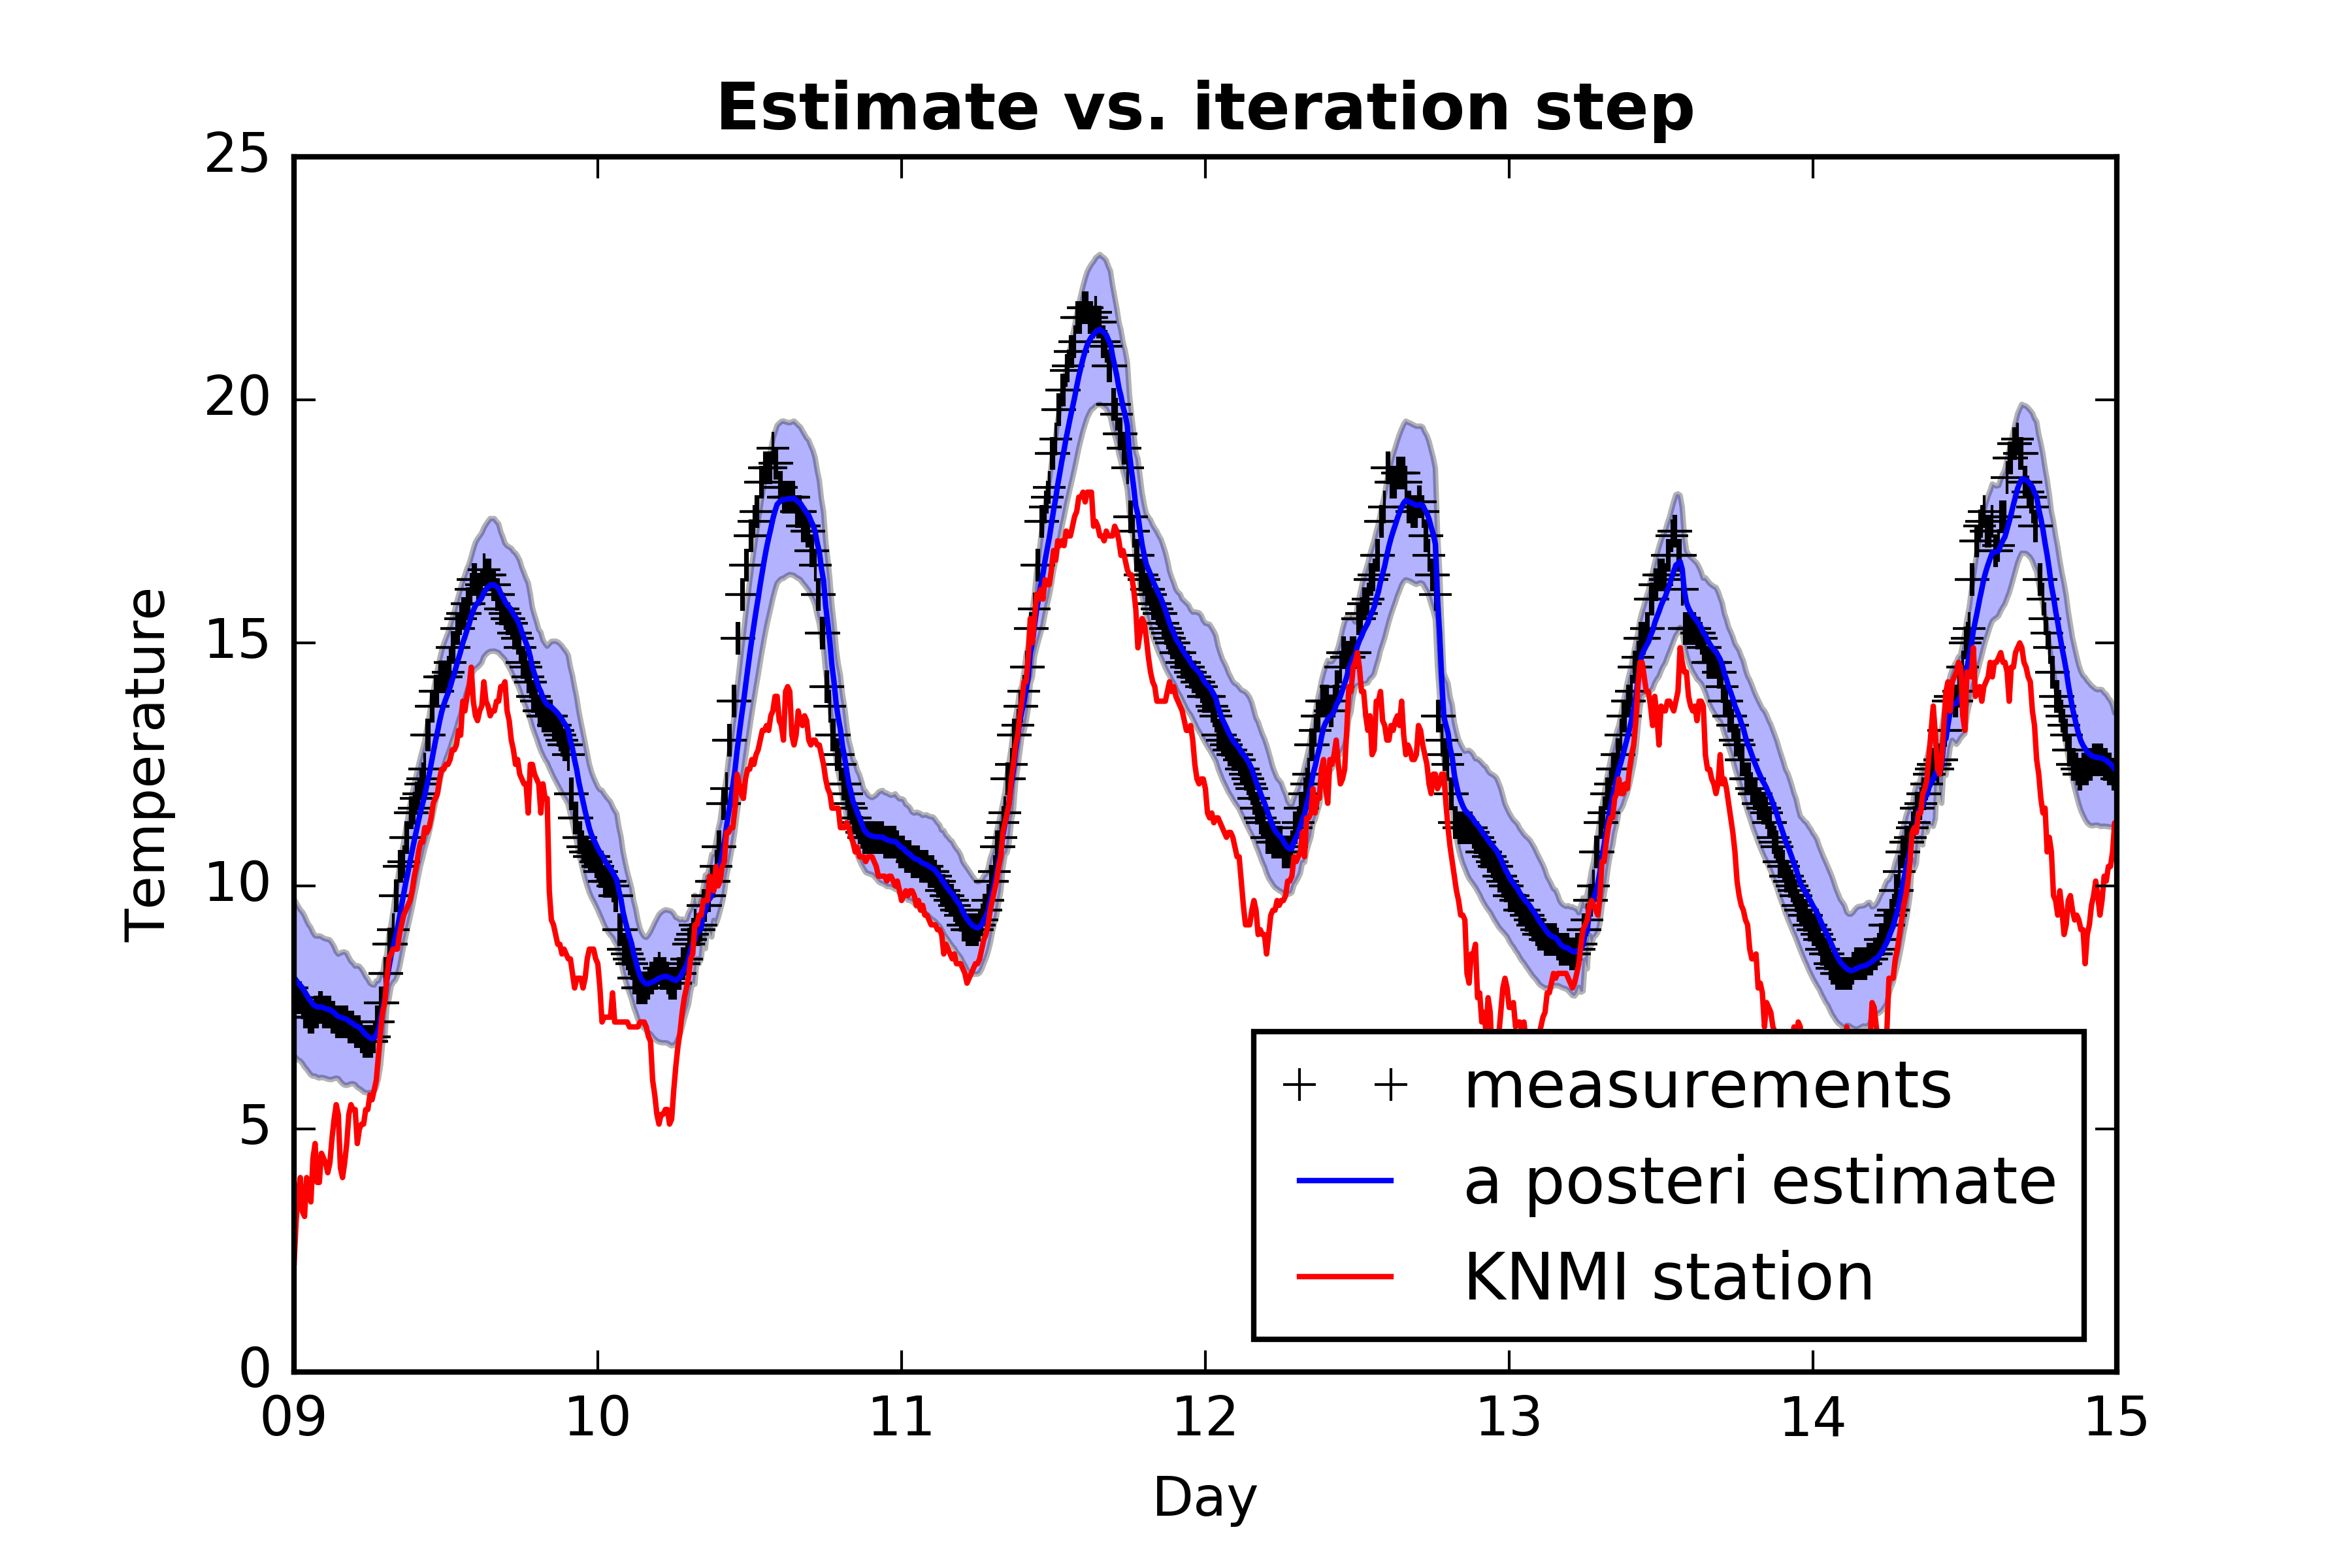 Estimate vs. iteration step
25
20
15
10
5
0
Temperature
09 10 11 12 13 14 15
Day
measurements
a posteri estimate
KNMI station